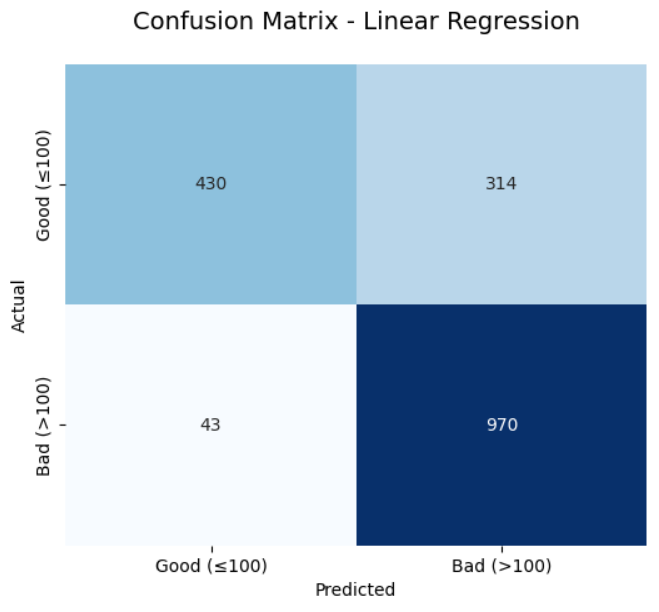 Confusion Matrix - Linear Regression
Actual
Good (≤100)
430
314
Bad (>100)
43
970
Good (≤100)
Bad (>100)
Predicted